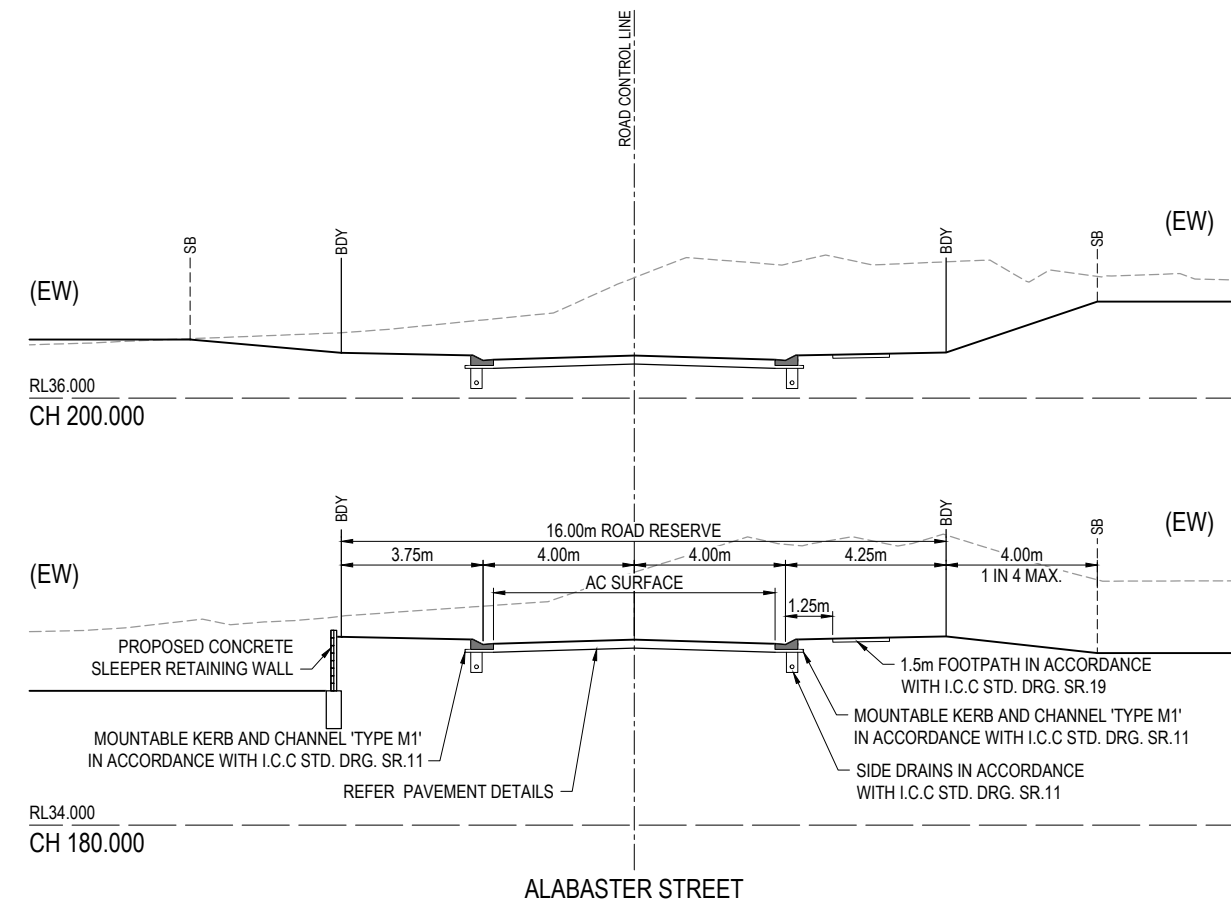 ROAD CONTROL LINE
(EW)
SB
BDY
BDY
SB
(EW)
RL36.000
CH 200.000
(EW)
BDY
BDY
SB
(EW)
16.00m ROAD RESERVE
3.75m
4.00m
4.00m
4.25m
4.00m
1 IN 4 MAX.
AC SURFACE
1.25m
PROPOSED CONCRETE
SLEEPER RETAINING WALL
1.5m FOOTPATH IN ACCORDANCE
WITH I.C.C STD. DRG. SR.19
MOUNTABLE KERB AND CHANNEL 'TYPE M1'
IN ACCORDANCE WITH I.C.C STD. DRG. SR.11
MOUNTABLE KERB AND CHANNEL 'TYPE M1'
IN ACCORDANCE WITH I.C.C STD. DRG. SR.11
SIDE DRAINS IN ACCORDANCE
WITH I.C.C STD. DRG. SR.11
REFER PAVEMENT DETAILS
RL34.000
CH 180.000
ALABASTER STREET